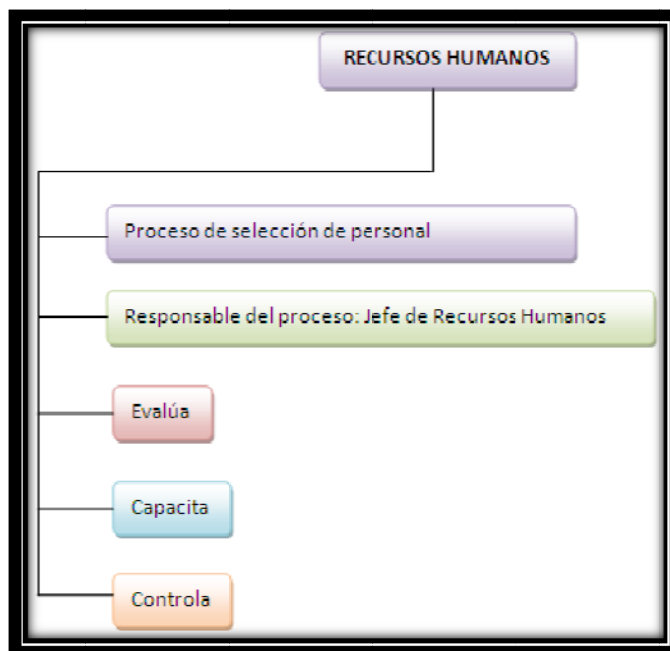 RECURSOS HUMANOS
Proceso de selección de personal
Responsable del proceso: Jefe de Recursos Humanos
Evalúa
Capacita
Controla